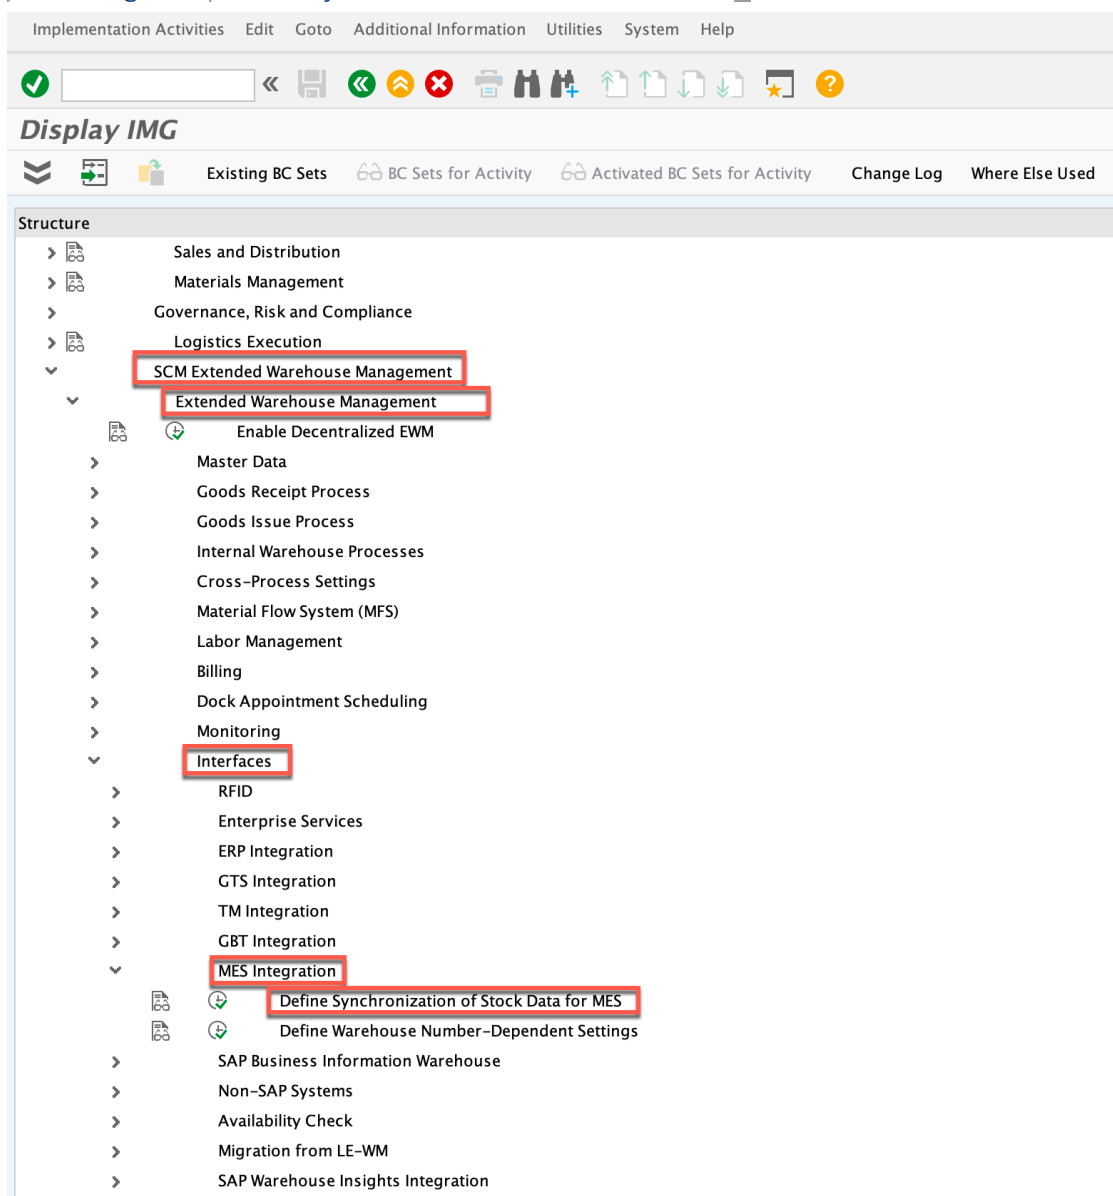 Implementation Activities Edit Goto Additional Information Utilities System Help
Display IMG
Existing BC Sets BC Sets for Activity Activated BC Sets for Activity Change Log Where Else Used
Structure
Sales and Distribution
Materials Management
Governance, Risk and Compliance
Logistics Execution
SCM Extended Warehouse Management
Extended Warehouse Management
Enable Decentralized EWM
Master Data
Goods Receipt Process
Goods Issue Process
Internal Warehouse Processes
Cross-Process Settings
Material Flow System (MFS)
Labor Management
Billing
Dock Appointment Scheduling
Monitoring
Interfaces
RFID
Enterprise Services
ERP Integration
GTS Integration
TM Integration
GBT Integration
MES Integration
Define Synchronization of Stock Data for MES
Define Warehouse Number-Dependent Settings
SAP Business Information Warehouse
Non-SAP Systems
Availability Check
Migration from LE-WM
SAP Warehouse Insights Integration